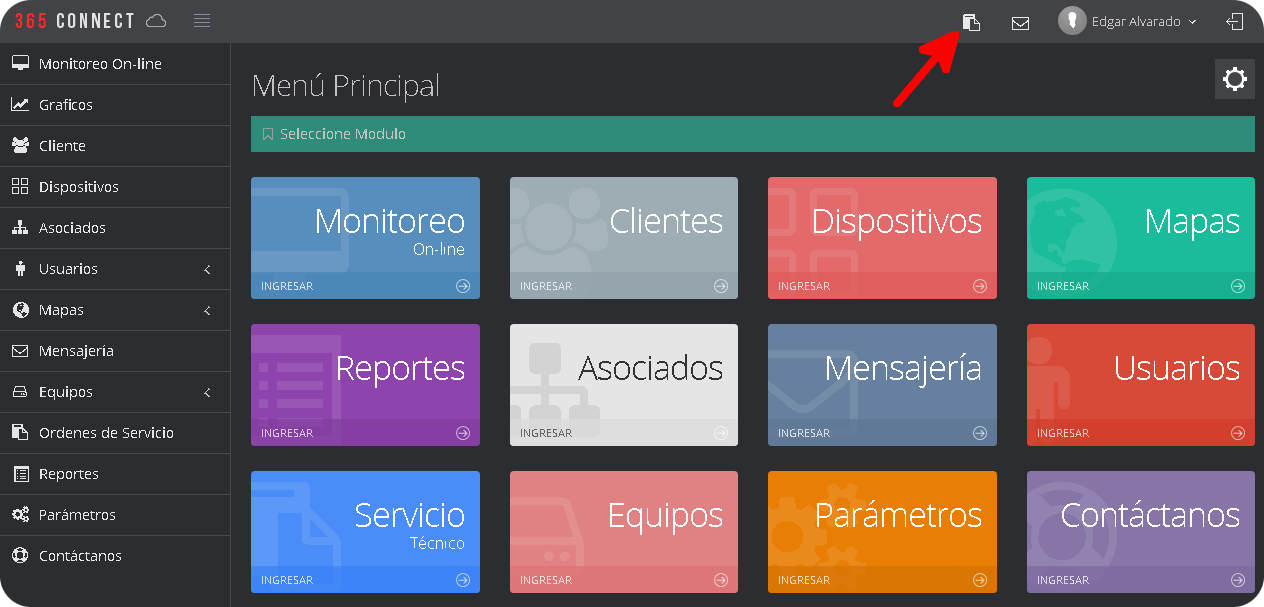 365 CONNECT
Edgar Alvarado
Monitoreo On-line
Graficos
Cliente
Dispositivos
Asociados
Usuarios
Mapas
Mensajería
Equipos
Ordenes de Servicio
Reportes
Parámetros
Contáctanos
Menú Principal
Seleccione Modulo
Monitoreo
On-line
INGRESAR
Clientes
INGRESAR
Dispositivos
INGRESAR
Mapas
INGRESAR
Reportes
INGRESAR
Asociados
INGRESAR
Mensajería
INGRESAR
Usuarios
INGRESAR
Servicio
Técnico
INGRESAR
Equipos
INGRESAR
Parámetros
INGRESAR
Contáctanos
INGRESAR